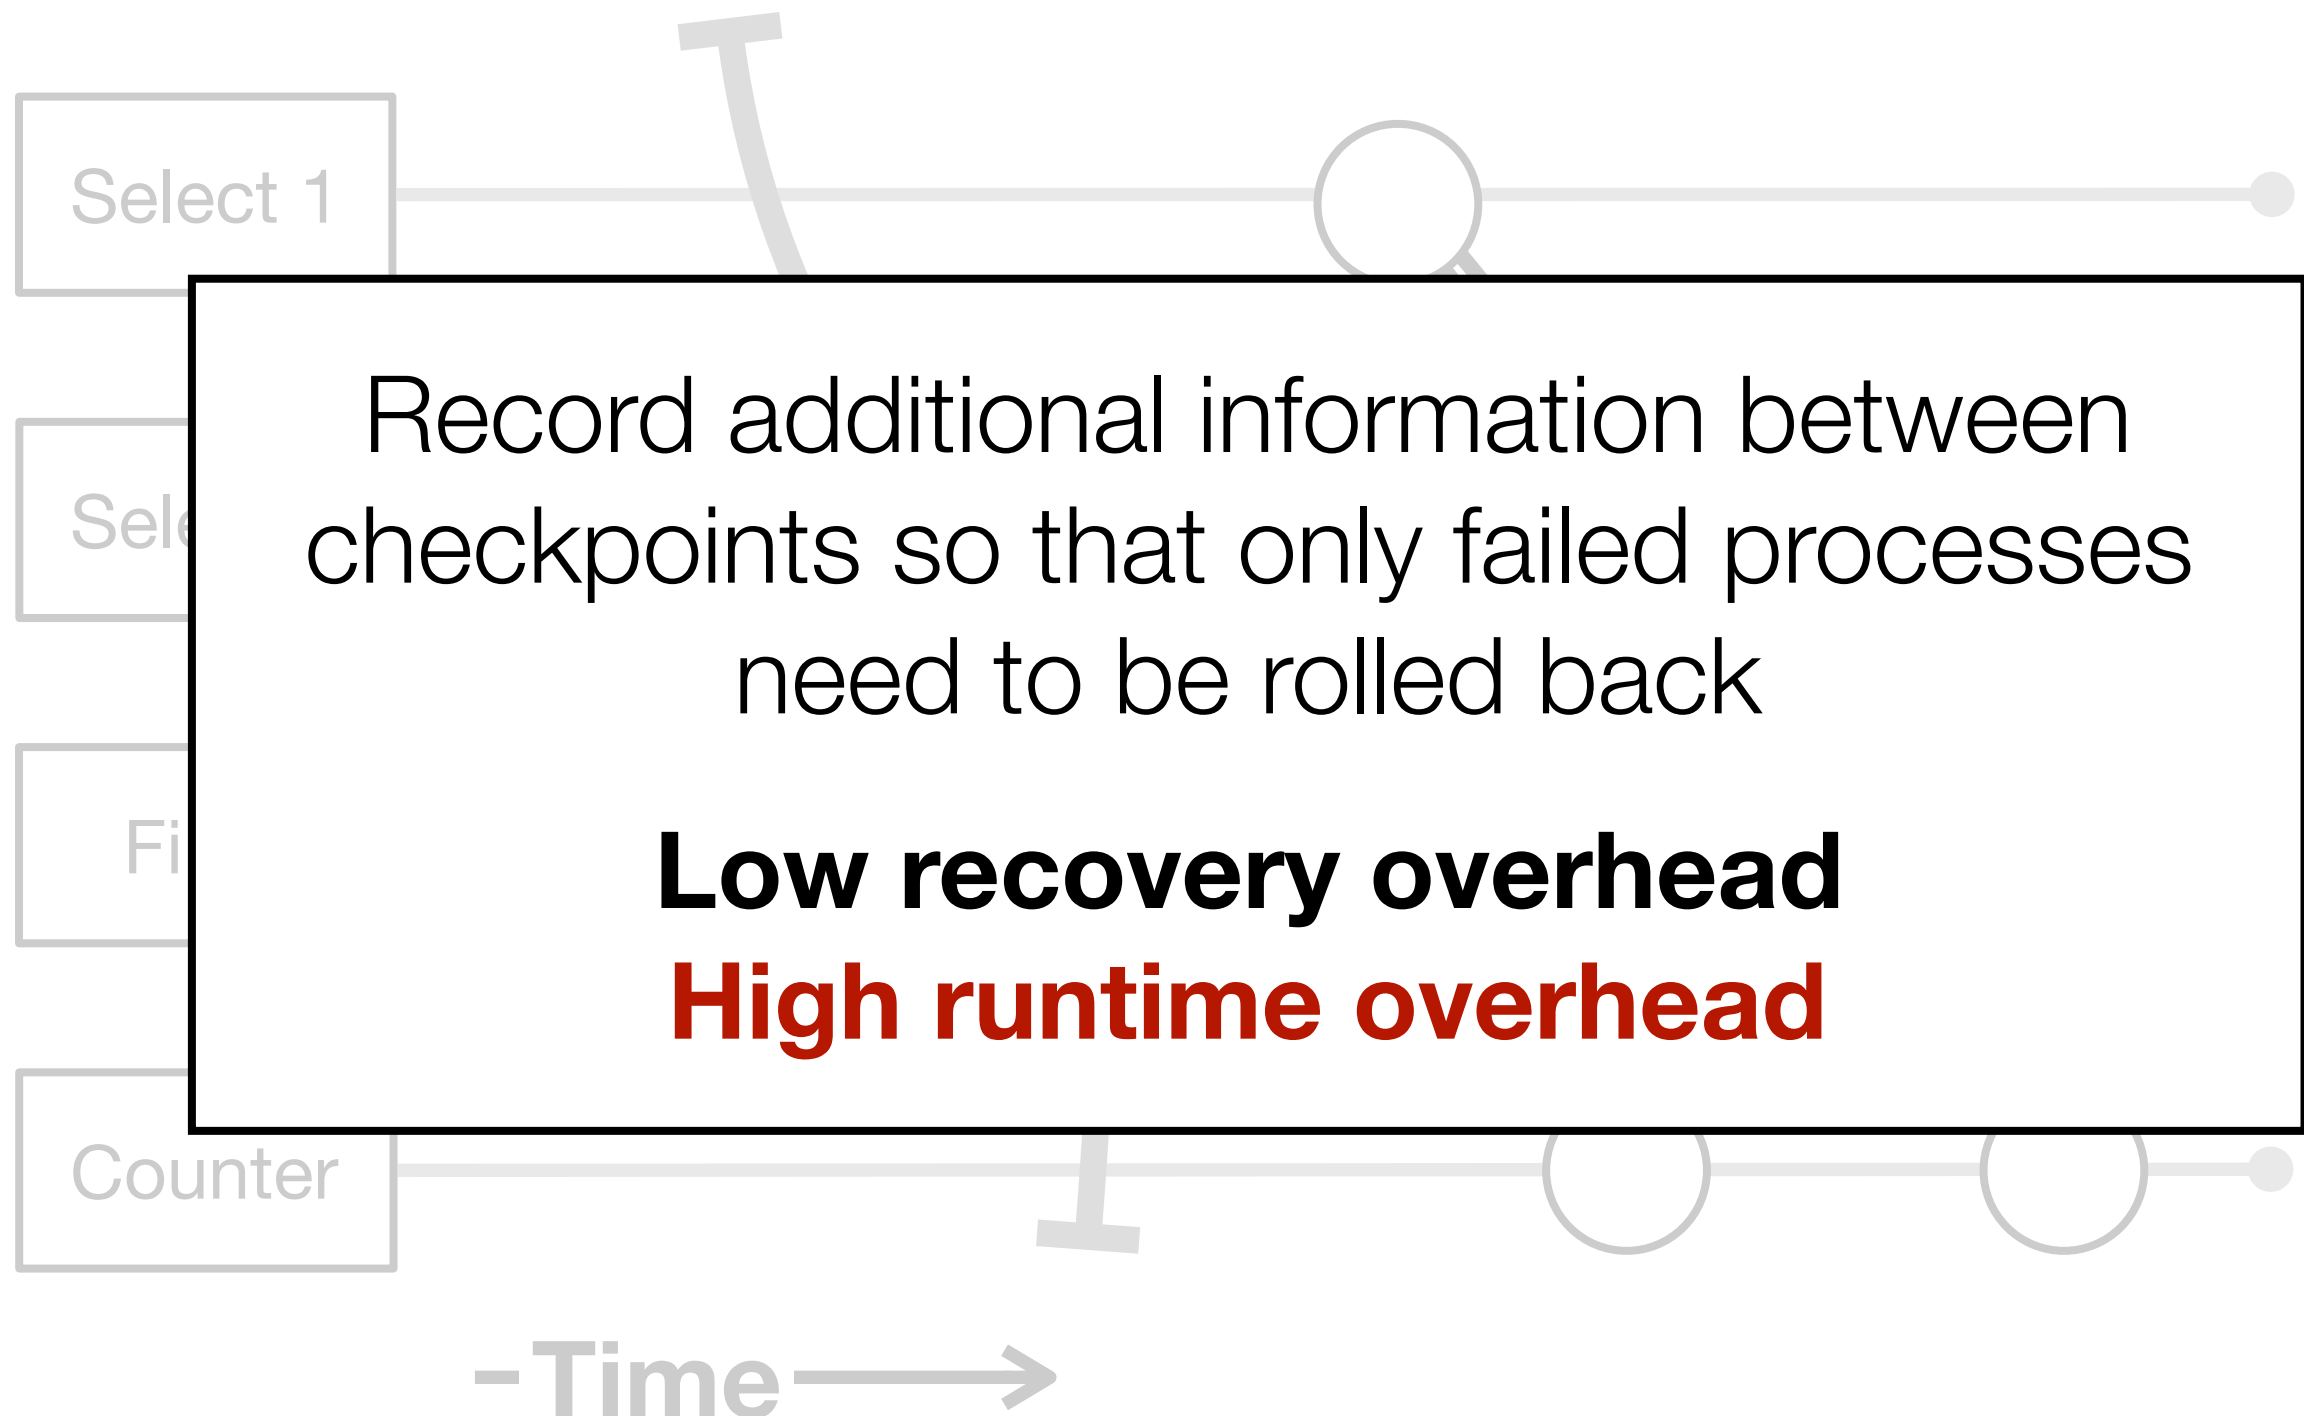 Select 1
Record additional information between
checkpoints so that only failed processes
need to be rolled back
Low recovery overhead
High runtime overhead
Counter
Time